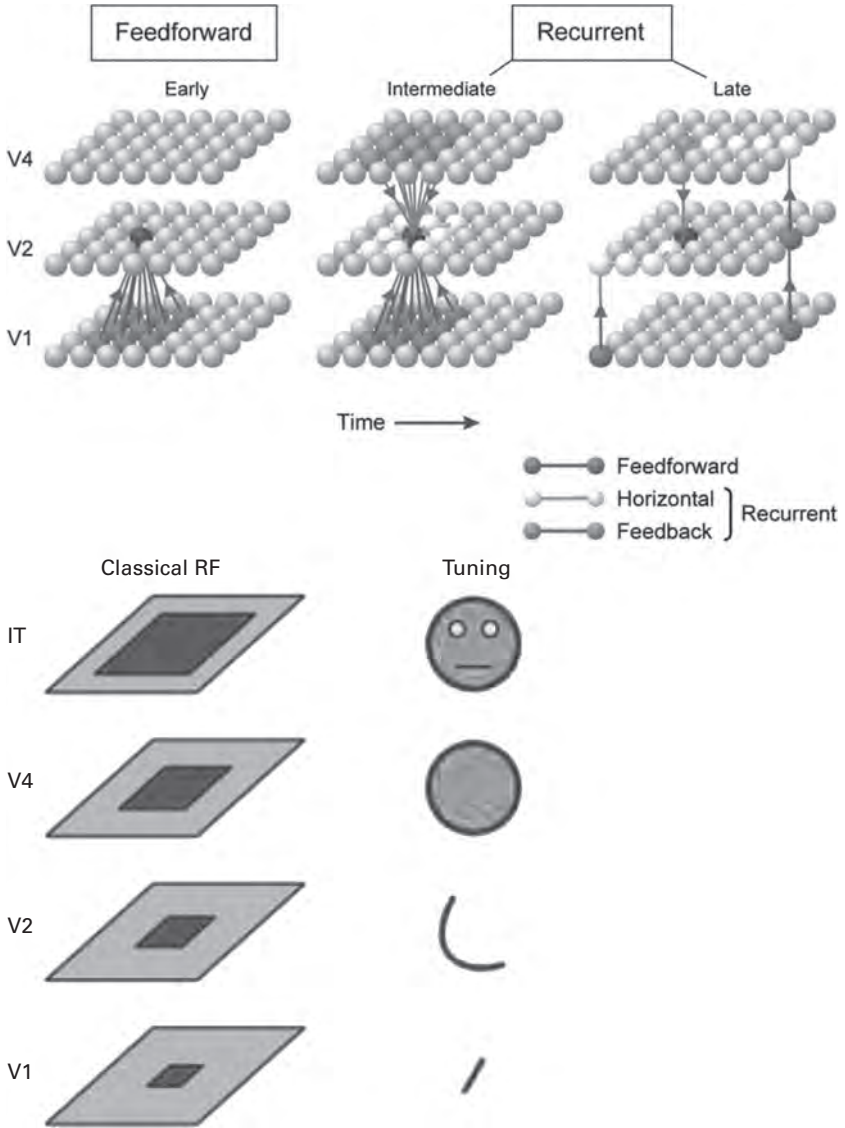 Feedforward Recurrent
Early Intermediate Late
V4
V2
V1
Time
Feedforward
Horizontal
Feedback
Recurrent
Classical RF Tuning
IT
V4
V2
V1